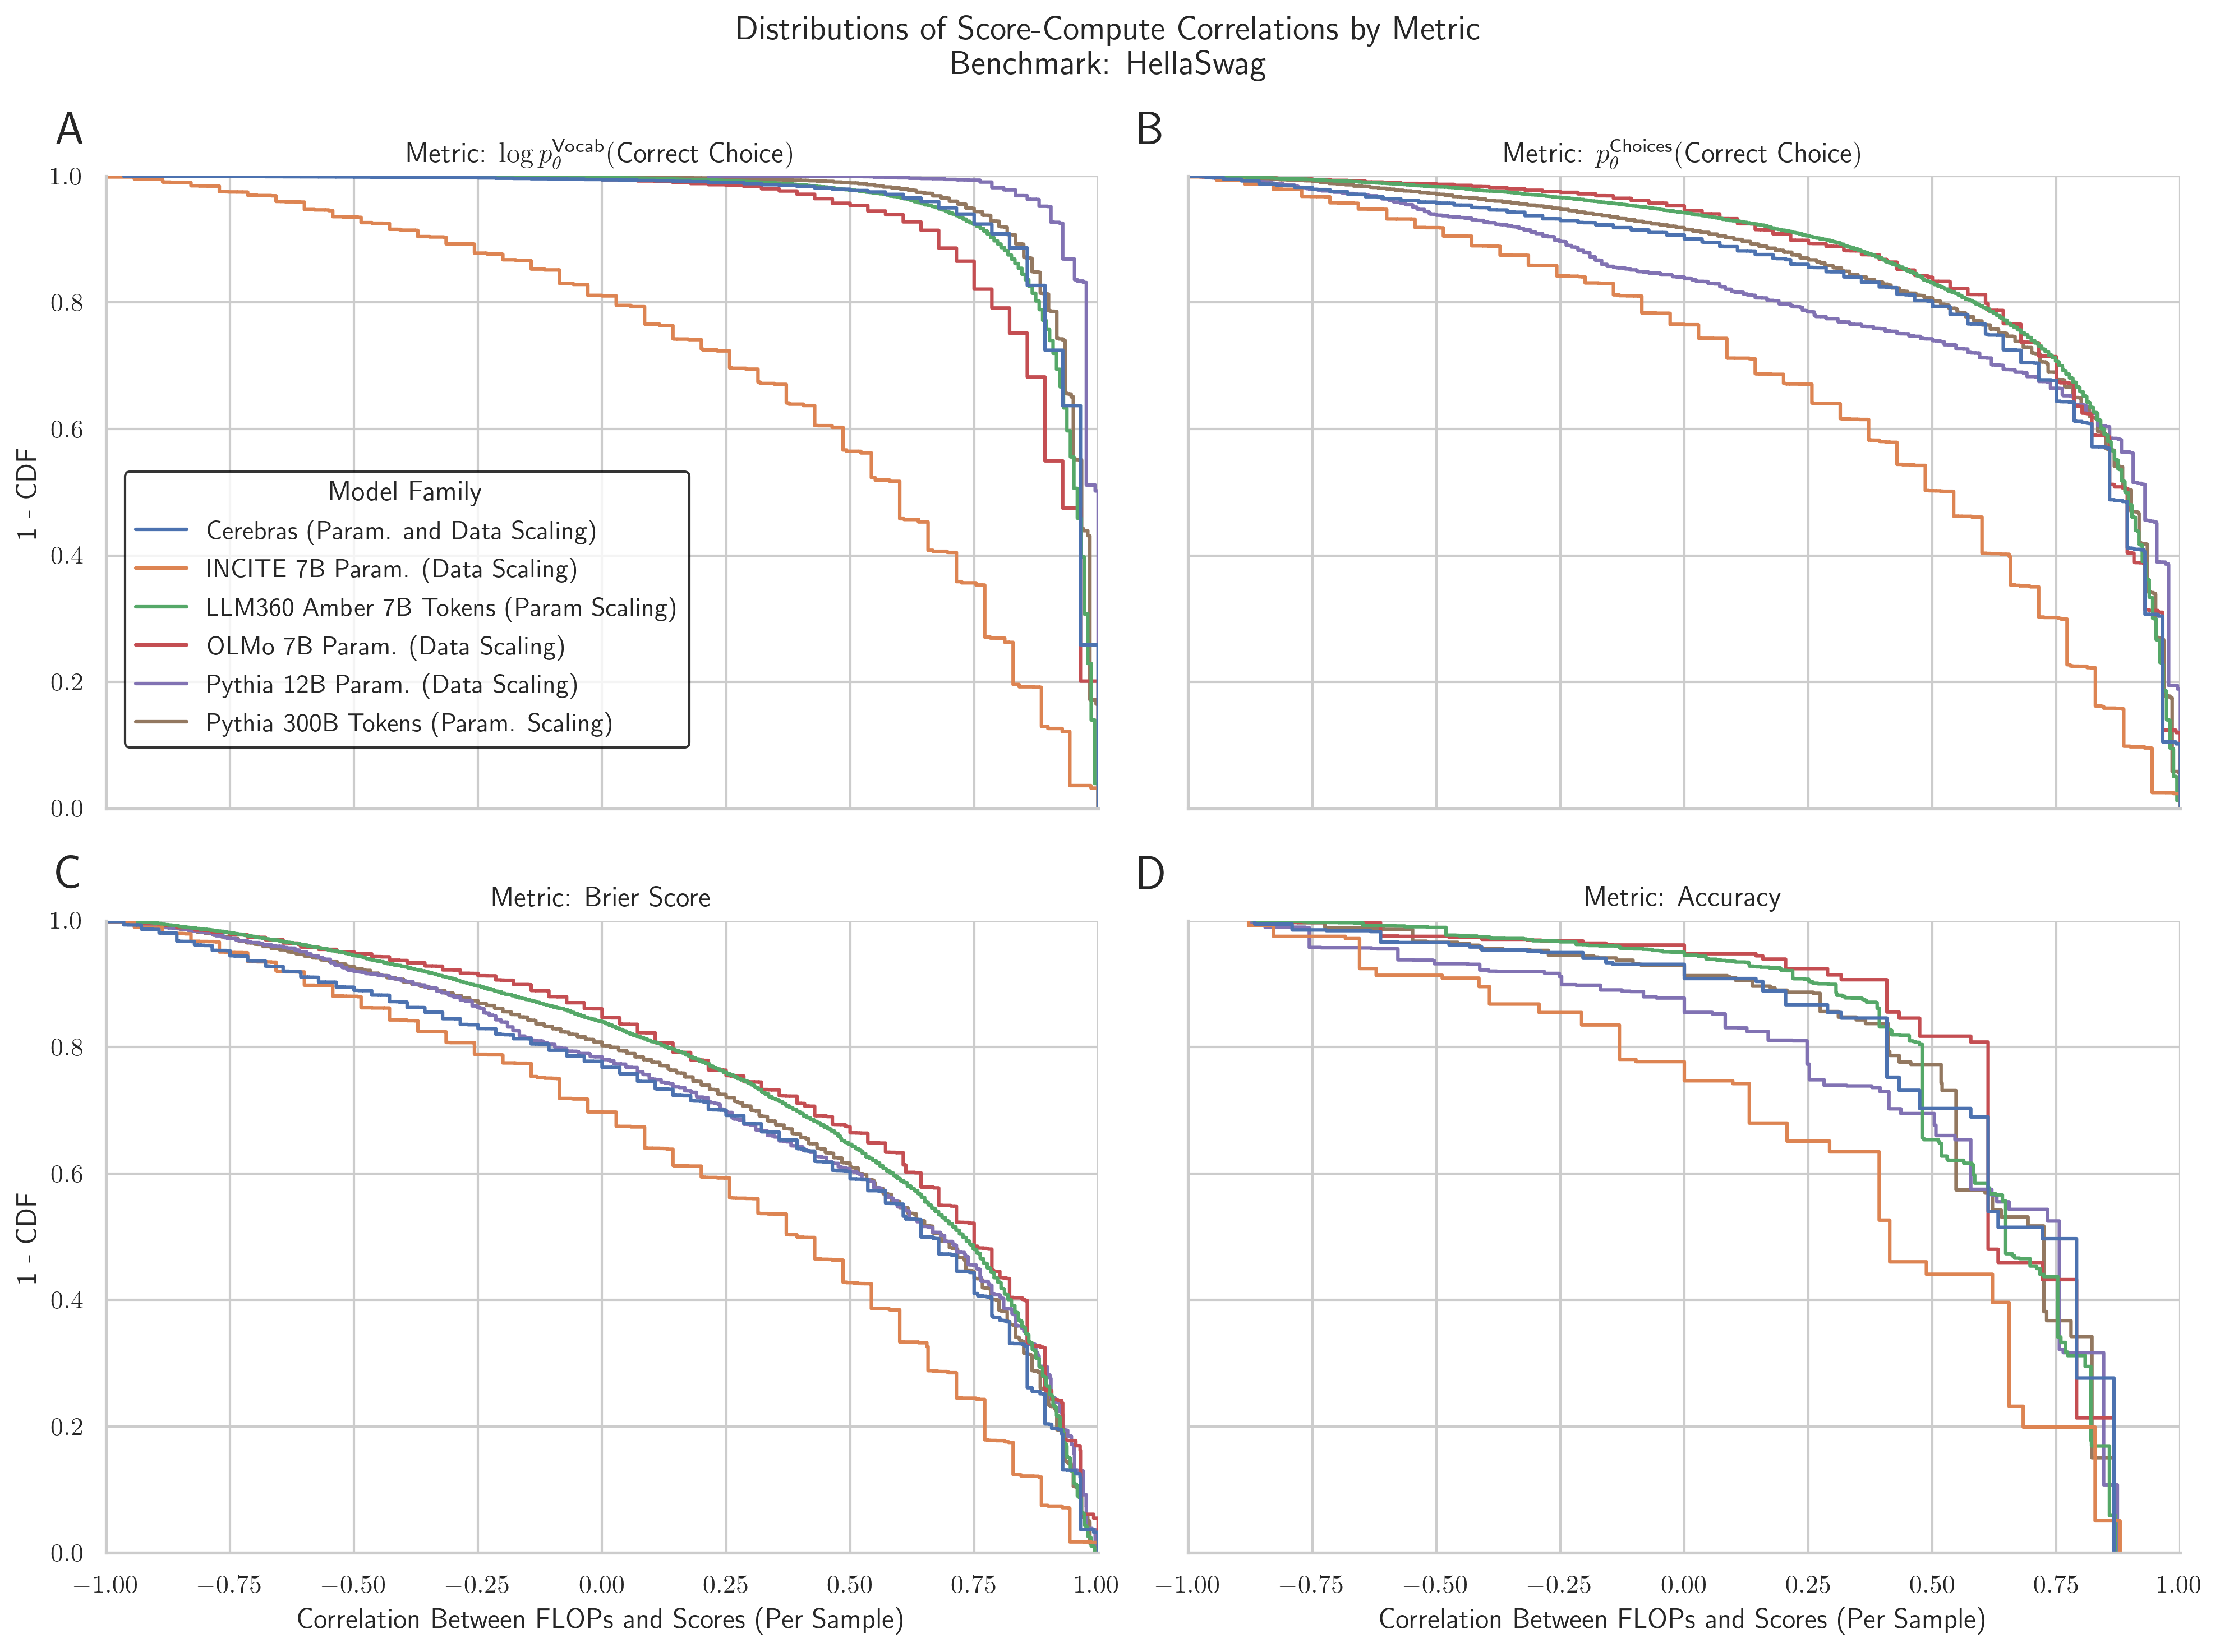 Distributions of Score-Compute Correlations by Metric
Benchmark: HellaSwag
A
Metric: log p_θ^Vocab(Correct Choice)
1.0
0.8
0.6
0.4
0.2
0.0
1 - CDF
Model Family
Cerebras (Param. and Data Scaling)
INCITE 7B Param. (Data Scaling)
LLM360 Amber 7B Tokens (Param Scaling)
OLMo 7B Param. (Data Scaling)
Pythia 12B Param. (Data Scaling)
Pythia 300B Tokens (Param. Scaling)
B
Metric: p_θ^Choices(Correct Choice)
C
Metric: Brier Score
1.0
0.8
0.6
0.4
0.2
0.0
1 - CDF
−1.00 −0.75 −0.50 −0.25 0.00 0.25 0.50 0.75 1.00
Correlation Between FLOPs and Scores (Per Sample)
D
Metric: Accuracy
−1.00 −0.75 −0.50 −0.25 0.00 0.25 0.50 0.75 1.00
Correlation Between FLOPs and Scores (Per Sample)